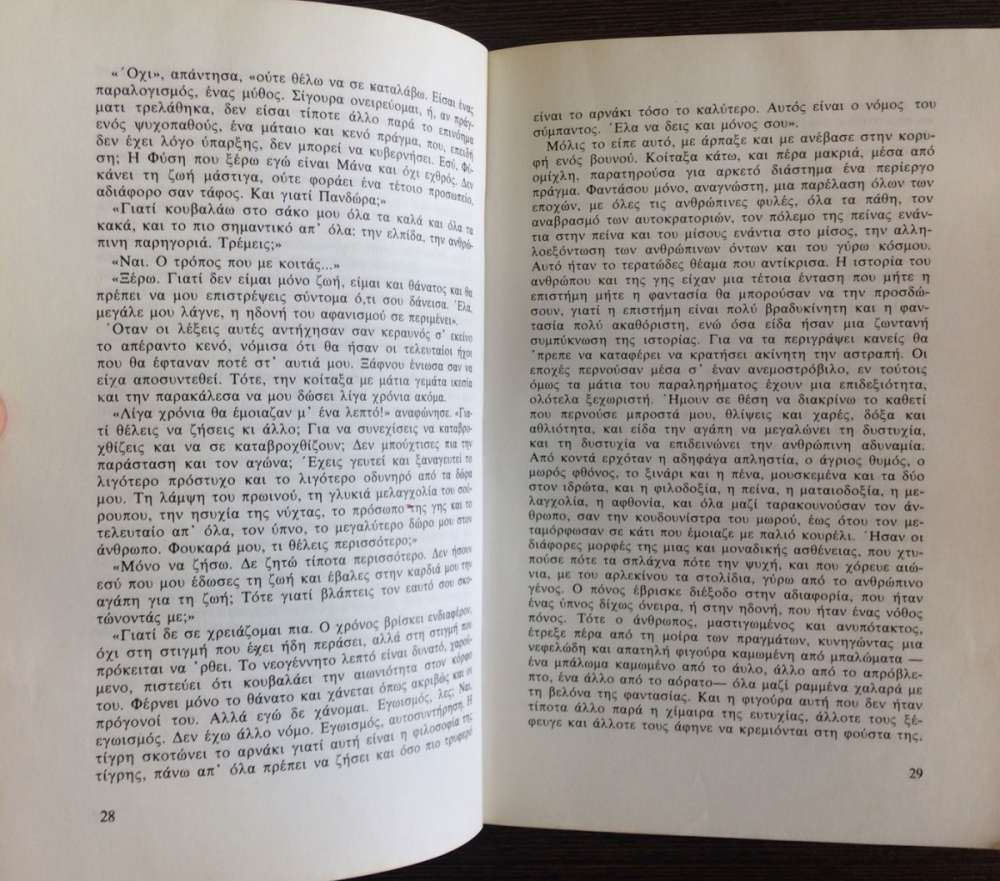 «Όχι», απάντησα, «ούτε θέλω να σε καταλάβω. Είσαι ένας
παραλογισμός, ένας μύθος. Σίγουρα ονειρεύομαι, ή, αν πράγ-
ματι τρελάθηκα, δεν είσαι τίποτε άλλο παρά το επινόημα
ενός ψυχοπαθούς, ένα μάταιο και κενό πράγμα, που, επειδή
δεν έχει λόγο ύπαρξης, δεν μπορεί να κυβερνήσει. Εσύ, Φύ-
ση; Η Φύση που ξέρω εγώ είναι Μάνα και όχι εχθρός. Δεν
κάνει τη ζωή μάστιγα, ούτε φοράει ένα τέτοιο προσωπείο,
αδιάφορο σαν τάφος. Και γιατί Πανδώρα;»
«Γιατί κουβαλάω στο σάκο μου όλα τα καλά και όλα τα
κακά, και το πιο σημαντικό απ' όλα: την ελπίδα, την ανθρώ-
πινη παρηγοριά. Τρέμεις;»
«Ναι. Ο τρόπος που με κοιτάς...»
«Ξέρω. Γιατί δεν είμαι μόνο ζωή, είμαι και θάνατος και θα
πρέπει να μου επιστρέψεις σύντομα ό,τι σου δάνεισα. Έλα,
μεγάλε μου λάγνε, η ηδονή του αφανισμού σε περιμένει».
Όταν οι λέξεις αυτές αντήχησαν σαν κεραυνός σ' εκείνο
το απέραντο κενό, νόμισα ότι θα ήσαν οι τελευταίοι ήχοι
που θα έφταναν ποτέ στ' αυτιά μου. Ξάφνου ένιωσα σαν να
είχα αποσυντεθεί. Τότε, την κοίταξα με μάτια γεμάτα ικεσία
και την παρακάλεσα να μου δώσει λίγα χρόνια ακόμα.
«Λίγα χρόνια θα έμοιαζαν μ' ένα λεπτό!» αναφώνησε. «Για-
τί θέλεις να ζήσεις κι άλλο; Για να συνεχίσεις να καταβρο-
χθίζεις και να σε καταβροχθίζουν; Δεν μπούχτισες πια την
παράσταση και τον αγώνα; Έχεις γευτεί και ξαναγευτεί το
λιγότερο πρόστυχο και το λιγότερο οδυνηρό από τα δώρα
μου. Τη λάμψη του πρωινού, τη γλυκιά μελαγχολία του σού-
ρουπου, την ησυχία της νύχτας, το πρόσωπο της γης και το
τελευταίο απ' όλα, τον ύπνο, το μεγαλύτερο δώρο μου στον
άνθρωπο. Φουκαρά μου, τι θέλεις περισσότερο;»
«Μόνο να ζήσω. Δε ζητώ τίποτα περισσότερο. Δεν ήσουν
εσύ που μου έδωσες τη ζωή και έβαλες στην καρδιά μου την
αγάπη για τη ζωή; Τότε γιατί βλάπτεις τον εαυτό σου σκο-
τώνοντάς με;»
«Γιατί δε σε χρειάζομαι πια. Ο χρόνος βρίσκει ενδιαφέρον,
όχι στη στιγμή που έχει ήδη περάσει, αλλά στη στιγμή που
πρόκειται να 'ρθει. Το νεογέννητο λεπτό είναι δυνατό, χαρού-
μενο, πιστεύει ότι κουβαλάει την αιωνιότητα στον κόρφο
του. Φέρνει μόνο το θάνατο και χάνεται όπως ακριβώς και οι
πρόγονοί του. Αλλά εγώ δε χάνομαι. Εγωισμός, λες; Ναι,
εγωισμός. Δεν έχω άλλο νόμο. Εγωισμός, αυτοσυντήρηση. Η
τίγρη σκοτώνει το αρνάκι γιατί αυτή είναι η φιλοσοφία της
τίγρης, πάνω απ' όλα πρέπει να ζήσει και όσο πιο τρυφερό
28
είναι το αρνάκι τόσο το καλύτερο. Αυτός είναι ο νόμος του
σύμπαντος. Έλα να δεις και μόνος σου».
Μόλις το είπε αυτό, με άρπαξε και με ανέβασε στην κορυ-
φή ενός βουνού. Κοίταξα κάτω, και πέρα μακριά, μέσα από
ομίχλη, παρατηρούσα για αρκετό διάστημα ένα περίεργο
πράγμα. Φαντάσου μόνο, αναγνώστη, μια παρέλαση όλων των
εποχών, με όλες τις ανθρώπινες φυλές, όλα τα πάθη, τον
αναβρασμό των αυτοκρατοριών, τον πόλεμο της πείνας ενάν-
τια στην πείνα και του μίσους ενάντια στο μίσος, την αλλη-
λοεξόντωση των ανθρώπινων όντων και του γύρω κόσμου.
Αυτό ήταν το τερατώδες θέαμα που αντίκρισα. Η ιστορία του
ανθρώπου και της γης είχαν μια τέτοια ένταση που μήτε η
επιστήμη μήτε η φαντασία θα μπορούσαν να την προσδώ-
σουν, γιατί η επιστήμη είναι πολύ βραδυκίνητη και η φαν-
τασία πολύ ακαθόριστη, ενώ όσα είδα ήσαν μια ζωντανή
συμπύκνωση της ιστορίας. Για να τα περιγράψει κανείς θα
'πρεπε να καταφέρει να κρατήσει ακίνητη την αστραπή. Οι
εποχές περνούσαν μέσα σ' έναν ανεμοστρόβιλο, εν τούτοις
όμως τα μάτια του παραληρήματος έχουν μια επιδεξιότητα,
ολότελα ξεχωριστή. Ήμουν σε θέση να διακρίνω το καθετί
που περνούσε μπροστά μου, θλίψεις και χαρές, δόξα και
αθλιότητα, και είδα την αγάπη να μεγαλώνει τη δυστυχία,
και τη δυστυχία να επιδεινώνει την ανθρώπινη αδυναμία.
Από κοντά ερχόταν η αδηφάγα απληστία, ο άγριος θυμός, ο
μωρός φθόνος, το ξινάρι και η πένα, μουσκεμένα και τα δύο
στον ιδρώτα, και η φιλοδοξία, η πείνα, η ματαιοδοξία, η με-
λαγχολία, η αφθονία, και όλα μαζί ταρακουνούσαν τον άν-
θρωπο, σαν την κουδουνίστρα του μωρού, έως ότου τον με-
ταμόρφωσαν σε κάτι που έμοιαζε με παλιό κουρέλι. Ήσαν οι
διάφορες μορφές της μιας και μοναδικής ασθένειας, που χτυ-
πούσε πότε τα σπλάχνα πότε την ψυχή, και που χόρευε αιώ-
νια, με του αρλεκίνου τα στολίδια, γύρω από το ανθρώπινο
γένος. Ο πόνος έβρισκε διέξοδο στην αδιαφορία, που ήταν
ένας ύπνος δίχως όνειρα, ή στην ηδονή, που ήταν ένας νόθος
πόνος. Τότε ο άνθρωπος, μαστιγωμένος και ανυπότακτος,
έτρεξε πέρα από τη μοίρα των πραγμάτων, κυνηγώντας μια
νεφελώδη και απατηλή φιγούρα καμωμένη από μπαλώματα —
ένα μπάλωμα καμωμένο από το άυλο, άλλο από το απρόβλε-
πτο, ένα άλλο από το αόρατο— όλα μαζί ραμμένα χαλαρά με
τη βελόνα της φαντασίας. Και η φιγούρα αυτή που δεν ήταν
τίποτα άλλο παρά η χίμαιρα της ευτυχίας, άλλοτε τους ξέ-
φευγε και άλλοτε τους άφηνε να κρεμιόνται στη φούστα της,
29